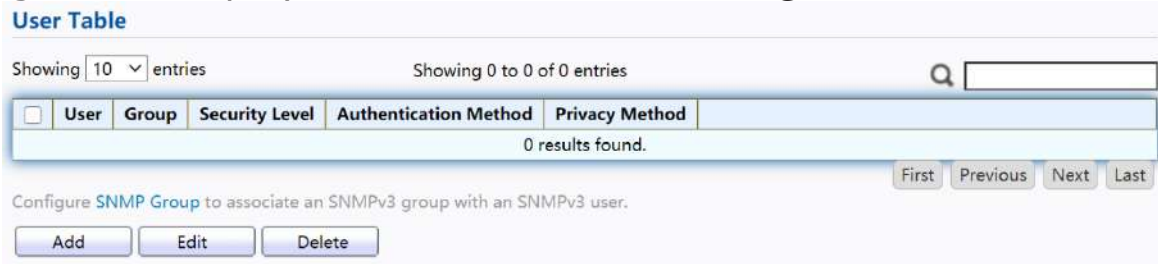 User Table
Showing 10 entries Showing 0 to 0 of 0 entries
User Group Security Level Authentication Method Privacy Method
0 results found.
First Previous Next Last
Configure SNMP Group to associate an SNMPv3 group with an SNMPv3 user.
Add Edit Delete